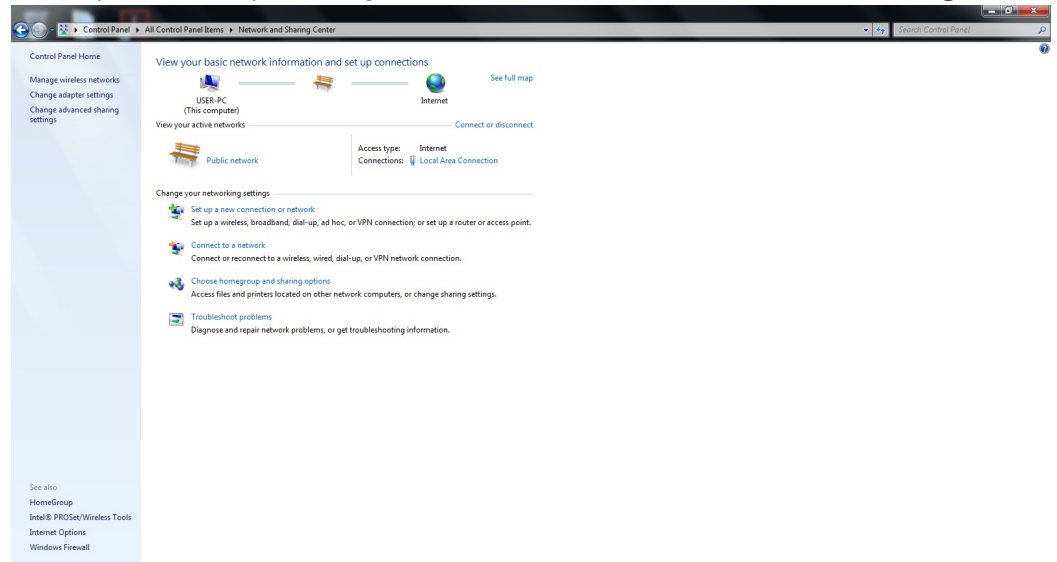 Control Panel ▸ All Control Panel Items ▸ Network and Sharing Center
Search Control Panel
Control Panel Home
Manage wireless networks
Change adapter settings
Change advanced sharing
settings
View your basic network information and set up connections
See full map
USER-PC
(This computer)
Internet
View your active networks
Connect or disconnect
Public network
Access type: Internet
Connections: Local Area Connection
Change your networking settings
Set up a new connection or network
Set up a wireless, broadband, dial-up, ad hoc, or VPN connection; or set up a router or access point.
Connect to a network
Connect or reconnect to a wireless, wired, dial-up, or VPN network connection.
Choose homegroup and sharing options
Access files and printers located on other network computers, or change sharing settings.
Troubleshoot problems
Diagnose and repair network problems, or get troubleshooting information.
See also
HomeGroup
Intel® PROSet/Wireless Tools
Internet Options
Windows Firewall